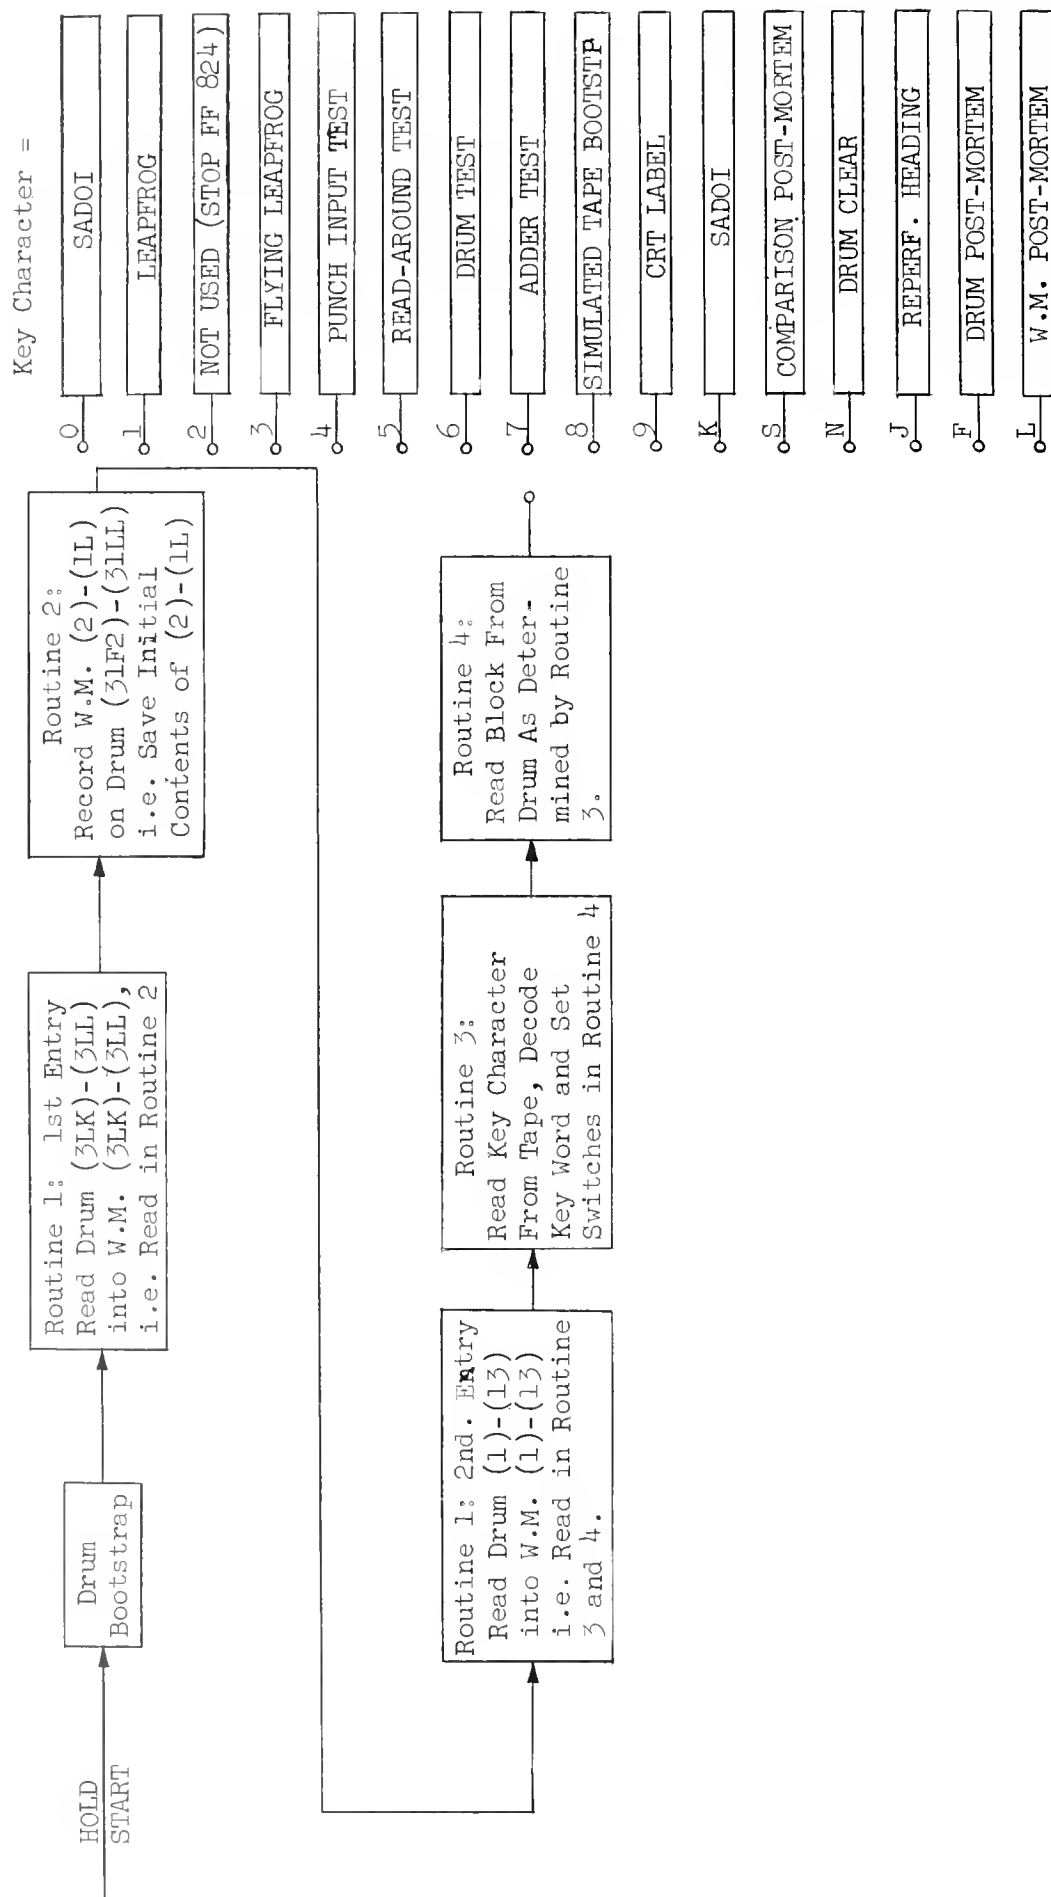 HOLD
START
Drum
Bootstrap
Routine 1: 1st Entry
Read Drum (3LK)-(3LL)
into W.M. (3LK)-(3LL),
i.e. Read in Routine 2
Routine 2:
Record W.M. (2)-(1L)
on Drum (31F2)-(31LL)
i.e. Save Initial
Contents of (2)-(1L)
Routine 1: 2nd. Entry
Read Drum (1)-(13)
into W.M. (1)-(13)
i.e. Read in Routine
3 and 4.
Routine 3:
Read Key Character
From Tape, Decode
Key Word and Set
Switches in Routine 4
Routine 4:
Read Block From
Drum As Deter-
mined by Routine
3.
Key Character =
0 SADOI
1 LEAPFROG
2 NOT USED (STOP FF 824)
3 FLYING LEAPFROG
4 PUNCH INPUT TEST
5 READ-AROUND TEST
6 DRUM TEST
7 ADDER TEST
8 SIMULATED TAPE BOOTSTP
9 CRT LABEL
K SADOI
S COMPARISON POST-MORTEM
N DRUM CLEAR
J REPERF. HEADING
F DRUM POST-MORTEM
L W.M. POST-MORTEM